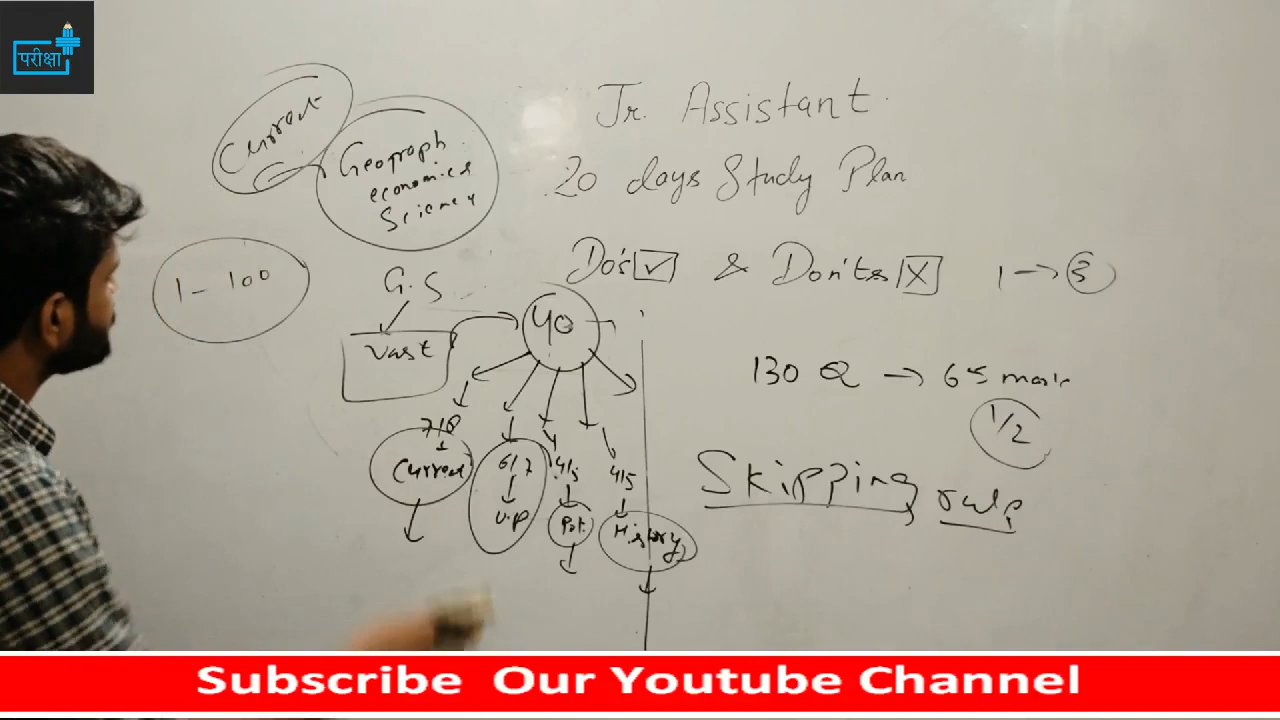 परीक्षा
Jr. Assistant
20 days Study Plan
Do's ✓ & Don'ts X 1 → 3
Current
Geograph
economics
Science
1 - 100
G.S
Vast
40
7/8
Current
6/7
U.P
4/5
Pol.
4/5
History
130 Q → 65 mark
1/2
Skipping rule
Subscribe Our Youtube Channel